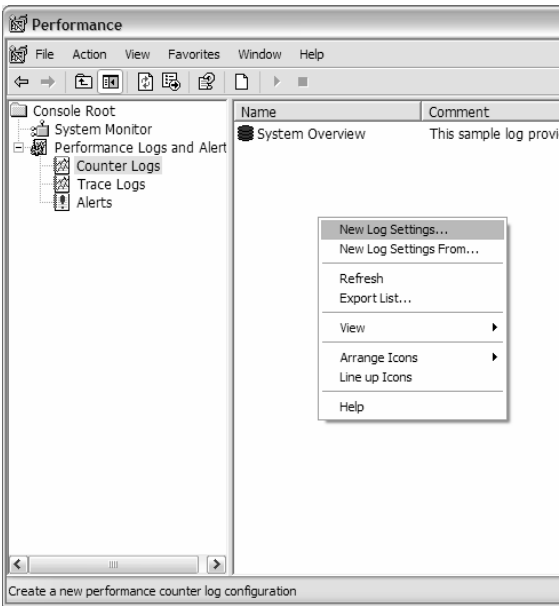 Performance
File Action View Favorites Window Help
Console Root
System Monitor
Performance Logs and Alert
Counter Logs
Trace Logs
Alerts
Name Comment
System Overview This sample log provi
New Log Settings...
New Log Settings From...
Refresh
Export List...
View
Arrange Icons
Line up Icons
Help
Create a new performance counter log configuration